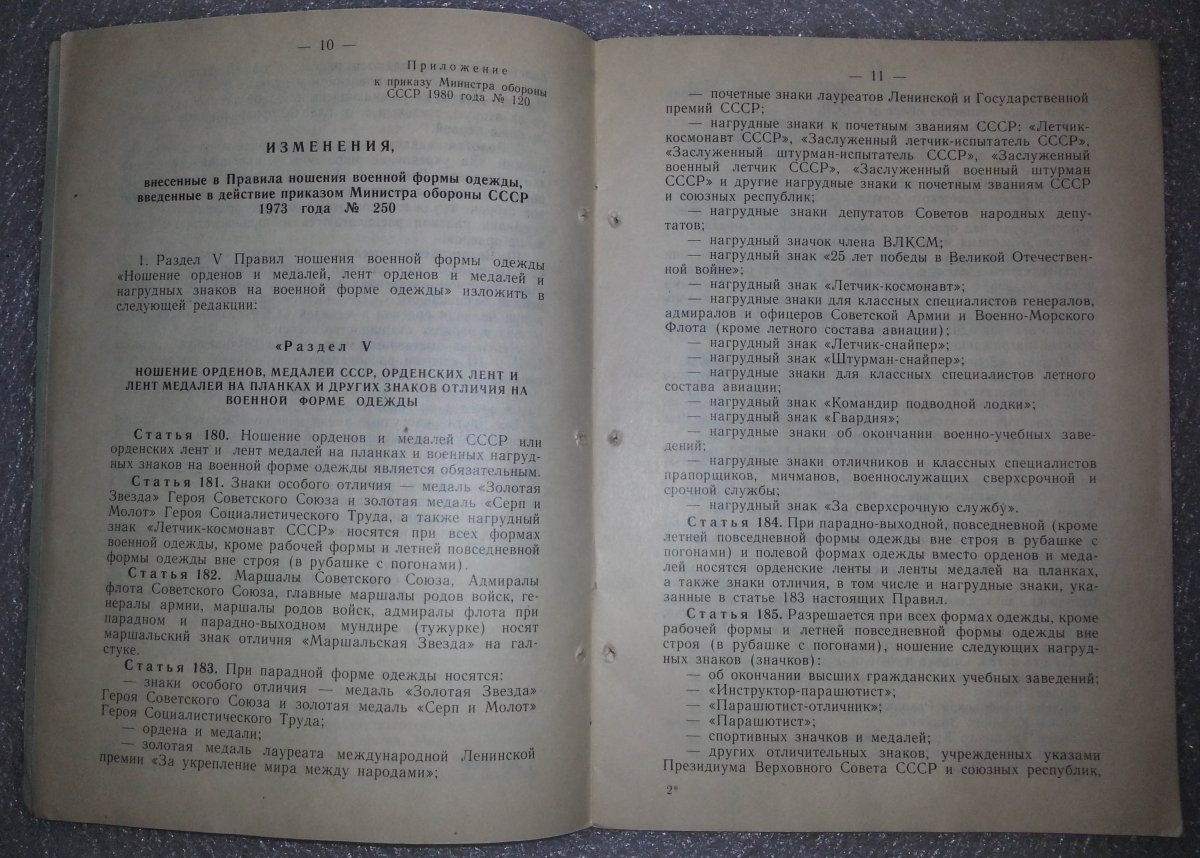 — 10 —
Приложение
к приказу Министра обороны
СССР 1980 года № 120
ИЗМЕНЕНИЯ,
внесенные в Правила ношения военной формы одежды,
введенные в действие приказом Министра обороны СССР
1973 года № 250
1. Раздел V Правил ношения военной формы одежды
«Ношение орденов и медалей, лент орденов и медалей и
нагрудных знаков на военной форме одежды» изложить в
следующей редакции:
«Раздел V
НОШЕНИЕ ОРДЕНОВ, МЕДАЛЕЙ СССР, ОРДЕНСКИХ ЛЕНТ И
ЛЕНТ МЕДАЛЕЙ НА ПЛАНКАХ И ДРУГИХ ЗНАКОВ ОТЛИЧИЯ НА
ВОЕННОЙ ФОРМЕ ОДЕЖДЫ
Статья 180. Ношение орденов и медалей СССР или
орденских лент и лент медалей на планках и военных нагруд-
ных знаков на военной форме одежды является обязательным.
Статья 181. Знаки особого отличия — медаль «Золотая
Звезда» Героя Советского Союза и золотая медаль «Серп и
Молот» Героя Социалистического Труда, а также нагрудный
знак «Летчик-космонавт СССР» носятся при всех формах
военной одежды, кроме рабочей формы и летней повседневной
формы одежды вне строя (в рубашке с погонами).
Статья 182. Маршалы Советского Союза, Адмиралы
флота Советского Союза, главные маршалы родов войск, ге-
нералы армии, маршалы родов войск, адмиралы флота при
парадном и парадно-выходном мундире (тужурке) носят
маршальский знак отличия «Маршальская Звезда» на гал-
стуке.
Статья 183. При парадной форме одежды носятся:
— знаки особого отличия — медаль «Золотая Звезда»
Героя Советского Союза и золотая медаль «Серп и Молот»
Героя Социалистического Труда;
— ордена и медали;
— золотая медаль лауреата международной Ленинской
премии «За укрепление мира между народами»;
— 11 —
— почетные знаки лауреатов Ленинской и Государственной
премий СССР;
— нагрудные знаки к почетным званиям СССР: «Летчик-
космонавт СССР», «Заслуженный летчик-испытатель СССР»,
«Заслуженный штурман-испытатель СССР», «Заслуженный
военный летчик СССР», «Заслуженный военный штурман
СССР» и другие нагрудные знаки к почетным званиям СССР
и союзных республик;
— нагрудные знаки депутатов Советов народных депу-
татов;
— нагрудный значок члена ВЛКСМ;
— нагрудный знак «25 лет победы в Великой Отечествен-
ной войне»;
— нагрудный знак «Летчик-космонавт»;
— нагрудные знаки для классных специалистов генералов,
адмиралов и офицеров Советской Армии и Военно-Морского
Флота (кроме летного состава авиации);
— нагрудный знак «Летчик-снайпер»;
— нагрудный знак «Штурман-снайпер»;
— нагрудные знаки для классных специалистов летного
состава авиации;
— нагрудный знак «Командир подводной лодки»;
— нагрудный знак «Гвардия»;
— нагрудные знаки об окончании военно-учебных заве-
дений;
— нагрудные знаки отличников и классных специалистов
прапорщиков, мичманов, военнослужащих сверхсрочной и
срочной службы;
— нагрудный знак «За сверхсрочную службу».
Статья 184. При парадно-выходной, повседневной (кроме
летней повседневной формы одежды вне строя в рубашке с
погонами) и полевой формах одежды вместо орденов и меда-
лей носятся орденские ленты и ленты медалей на планках,
а также знаки отличия, в том числе и нагрудные знаки, ука-
занные в статье 183 настоящих Правил.
Статья 185. Разрешается при всех формах одежды, кроме
рабочей формы и летней повседневной формы одежды вне
строя (в рубашке с погонами), ношение следующих нагруд-
ных знаков (значков):
— об окончании высших гражданских учебных заведений;
— «Инструктор-парашютист»;
— «Парашютист-отличник»;
— «Парашютист»;
— спортивных значков и медалей;
— других отличительных знаков, учрежденных указами
Президиума Верховного Совета СССР и союзных республик,
2*